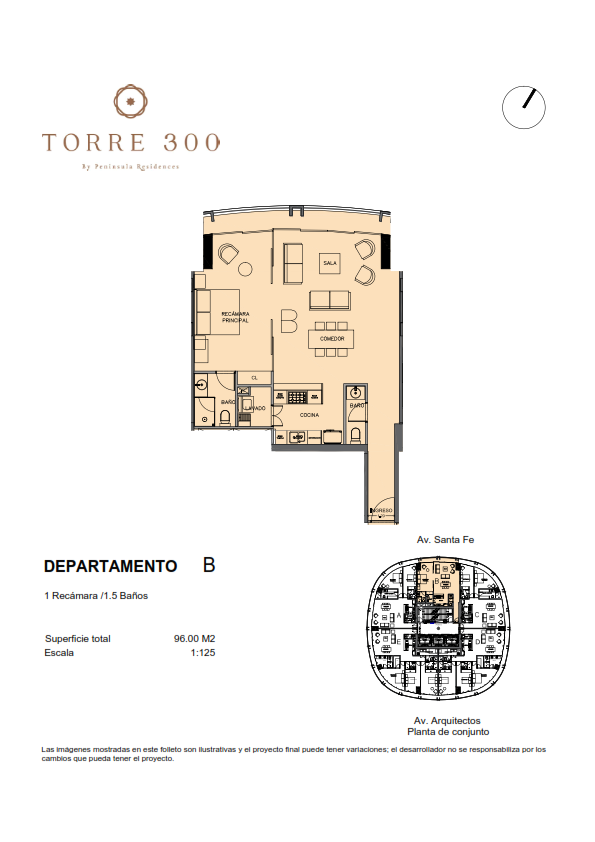 TORRE 300
By Península Residences
SALA
RECÁMARA
PRINCIPAL
COMEDOR
CL
BAÑO
LAVADO
BAÑO
COCINA
INGRESO
Av. Santa Fe
DEPARTAMENTO B
1 Recámara /1.5 Baños
B
A
C
Superficie total 96.00 M2
E
D
Escala 1:125
Av. Arquitectos
Planta de conjunto
Las imágenes mostradas en este folleto son ilustrativas y el proyecto final puede tener variaciones; el desarrollador no se responsabiliza por los
cambios que pueda tener el proyecto.